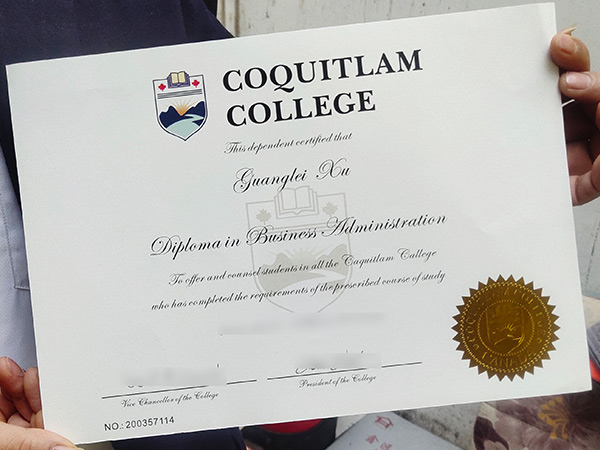 COQUITLAM
COLLEGE
This dependent certified that
Guanglei Xu
Diploma in Business Administration
To offer and counsel students in all the Caquitlam Callege
who has completed the requirements of the prescribed course of study
Vice Chancellor of the College
President of the College
NO.: 200357114